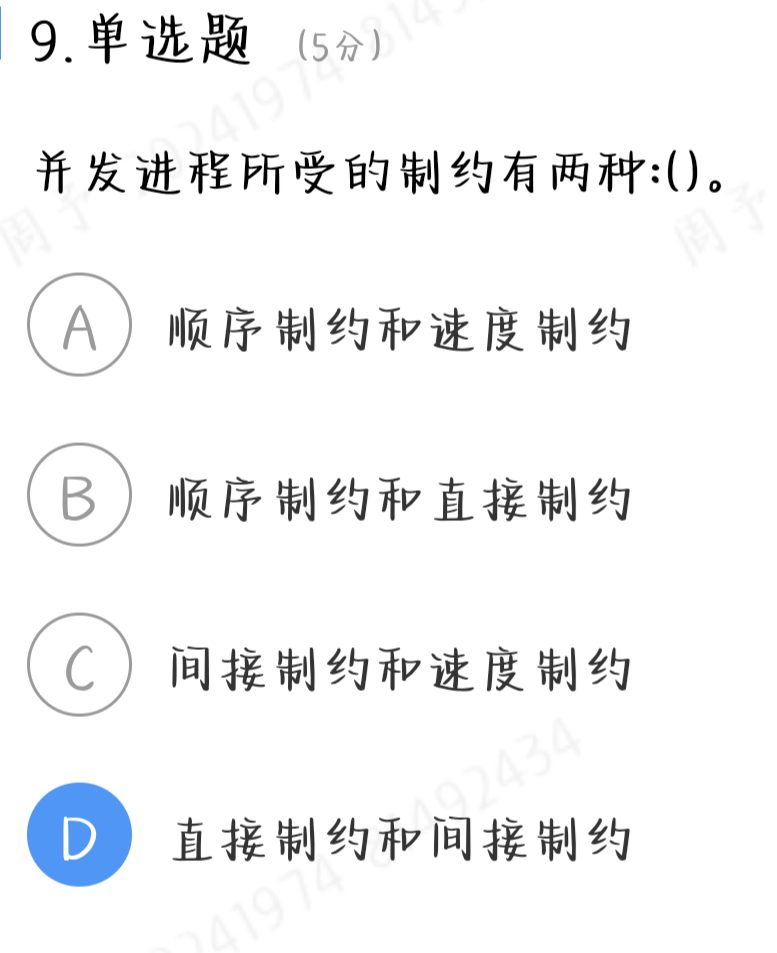 9.单选题 (5分)
并发进程所受的制约有两种:()。
A 顺序制约和速度制约
B 顺序制约和直接制约
C 间接制约和速度制约
D 直接制约和间接制约